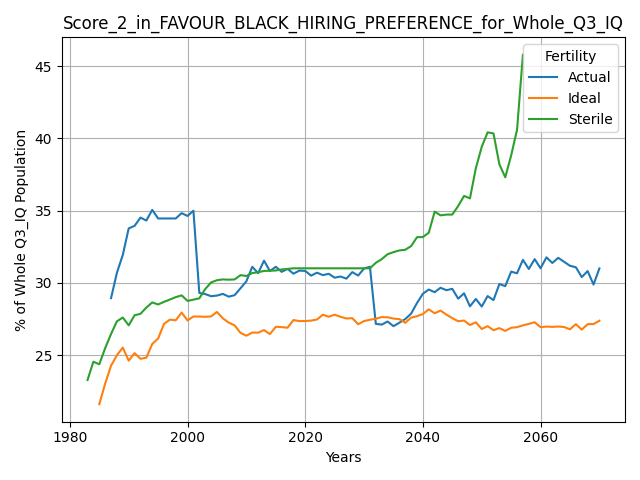 Score_2_in_FAVOUR_BLACK_HIRING_PREFERENCE_for_Whole_Q3_IQ
Fertility
Actual
Ideal
Sterile
% of Whole Q3_IQ Population
45
40
35
30
25
1980 2000 2020 2040 2060
Years